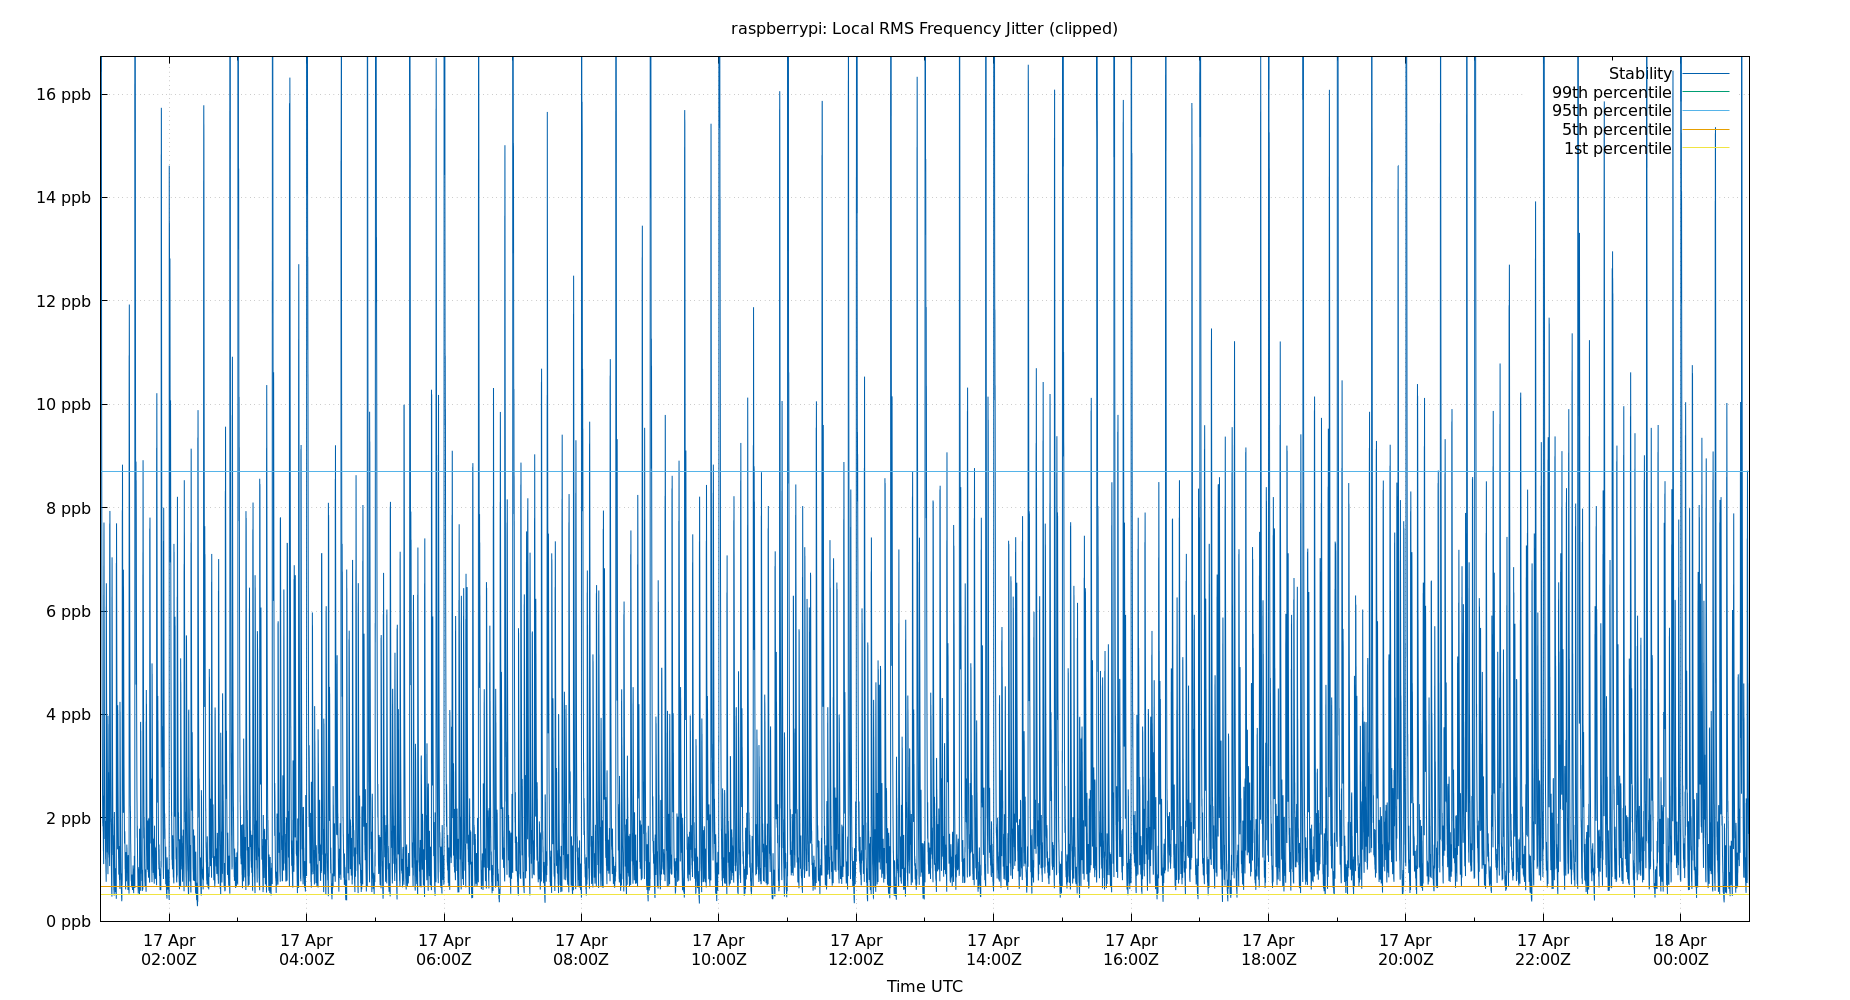 raspberrypi: Local RMS Frequency Jitter (clipped)
Stability
99th percentile
95th percentile
5th percentile
1st percentile
16 ppb
14 ppb
12 ppb
10 ppb
8 ppb
6 ppb
4 ppb
2 ppb
0 ppb
17 Apr 17 Apr 17 Apr 17 Apr 17 Apr 17 Apr 17 Apr 17 Apr 17 Apr 17 Apr 17 Apr 18 Apr
02:00Z 04:00Z 06:00Z 08:00Z 10:00Z 12:00Z 14:00Z 16:00Z 18:00Z 20:00Z 22:00Z 00:00Z
Time UTC